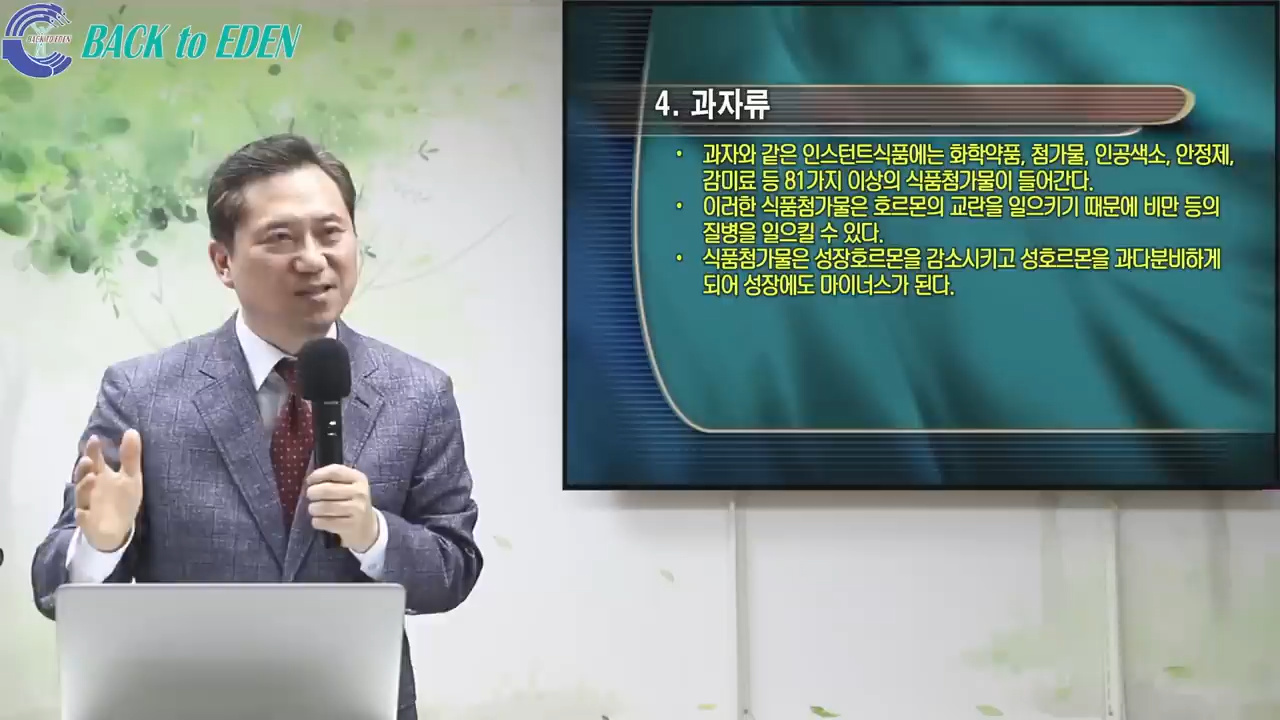 BACK to EDEN
BACK TO EDEN
4. 과자류
• 과자와 같은 인스턴트식품에는 화학약품, 첨가물, 인공색소, 안정제,
감미료 등 81가지 이상의 식품첨가물이 들어간다.
• 이러한 식품첨가물은 호르몬의 교란을 일으키기 때문에 비만 등의
질병을 일으킬 수 있다.
• 식품첨가물은 성장호르몬을 감소시키고 성호르몬을 과다분비하게
되어 성장에도 마이너스가 된다.